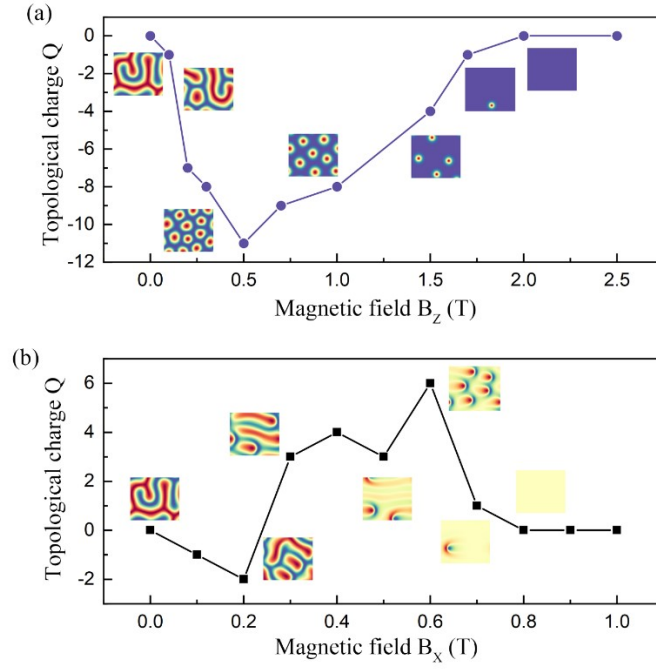 (a)
Topological charge Q
0
-2
-4
-6
-8
-10
-12
0.0 0.5 1.0 1.5 2.0 2.5
Magnetic field B_Z (T)
(b)
Topological charge Q
6
4
2
0
-2
0.0 0.2 0.4 0.6 0.8 1.0
Magnetic field B_X (T)